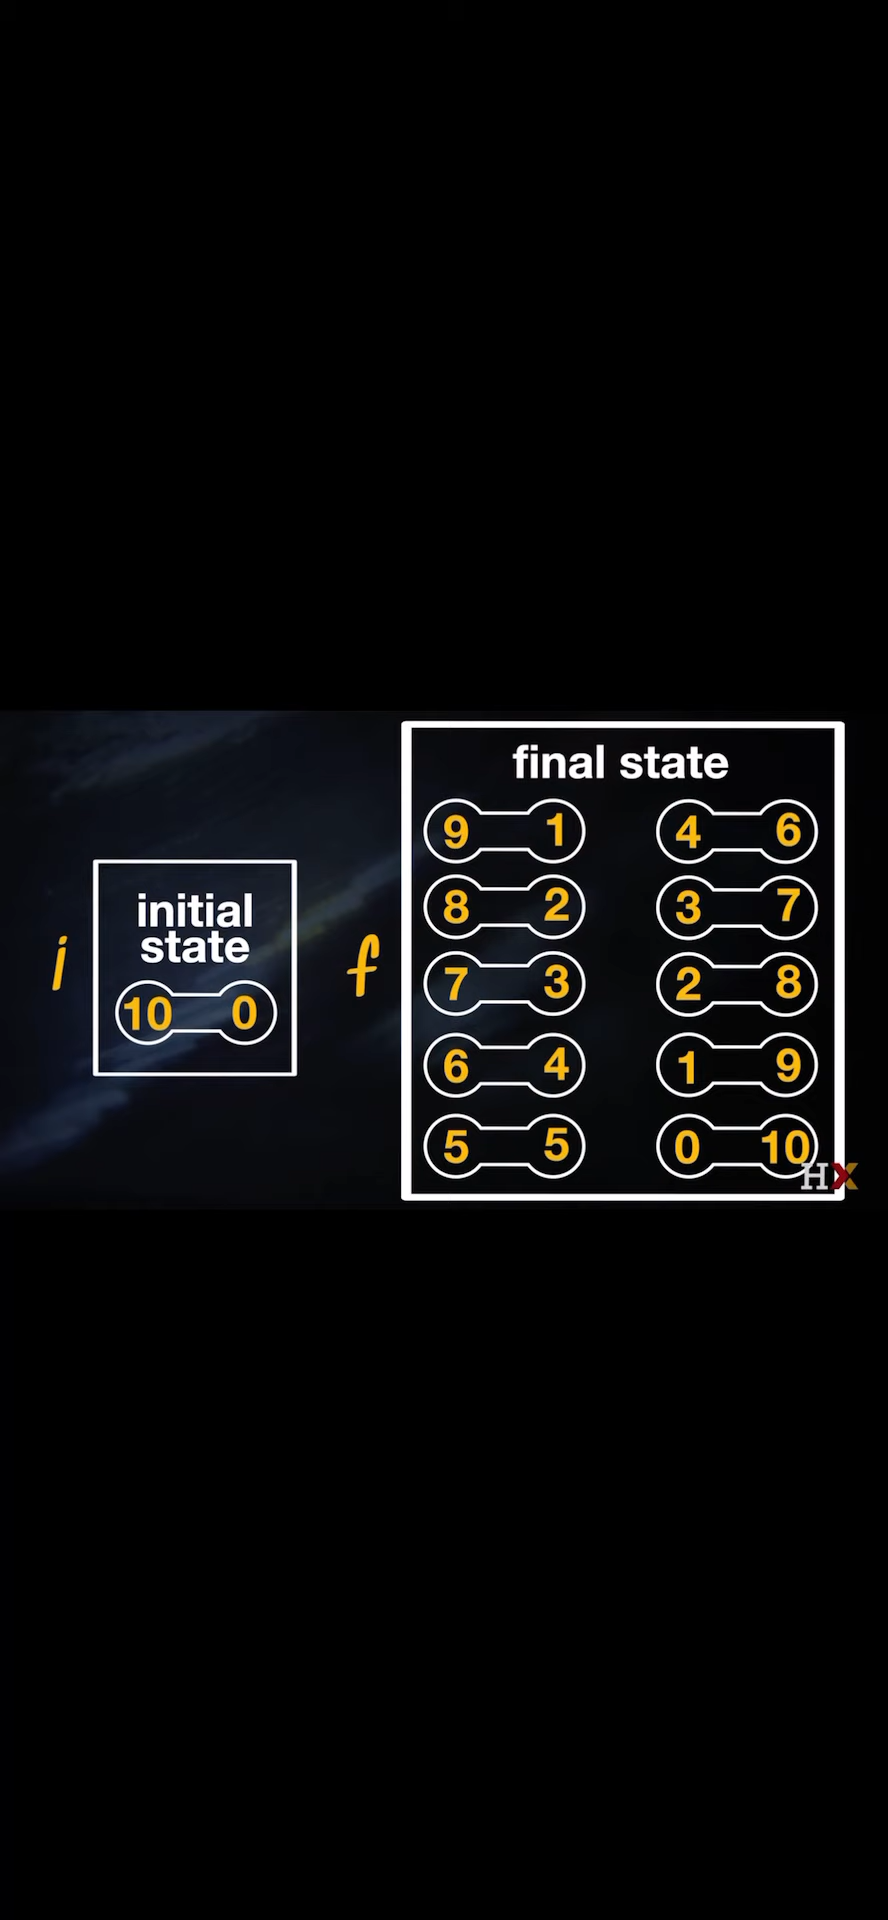 final state
9 1 4 6
8 2 3 7
initial
state
i f
7 3 2 8
10 0
6 4 1 9
5 5 0 10
HX